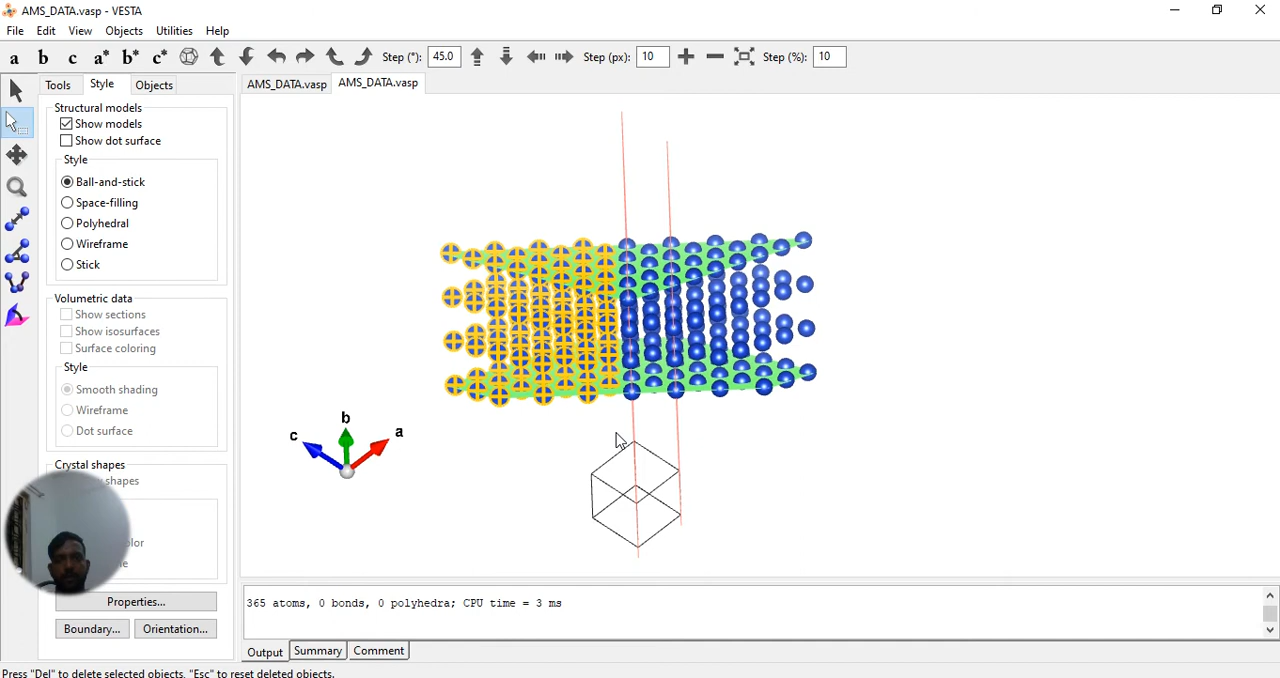 AMS_DATA.vasp - VESTA
File Edit View Objects Utilities Help
a b c a* b* c* Step (°): 45.0 Step (px): 10 Step (%): 10
Tools Style Objects
AMS_DATA.vasp AMS_DATA.vasp
Structural models
Show models
Show dot surface
Style
Ball-and-stick
Space-filling
Polyhedral
Wireframe
Stick
Volumetric data
Show sections
Show isosurfaces
Surface coloring
Style
Smooth shading
Wireframe
Dot surface
Crystal shapes
shapes
Properties...
Boundary... Orientation...
c b a
365 atoms, 0 bonds, 0 polyhedra; CPU time = 3 ms
Output Summary Comment
Press "Del" to delete selected objects, "Esc" to reset deleted objects.